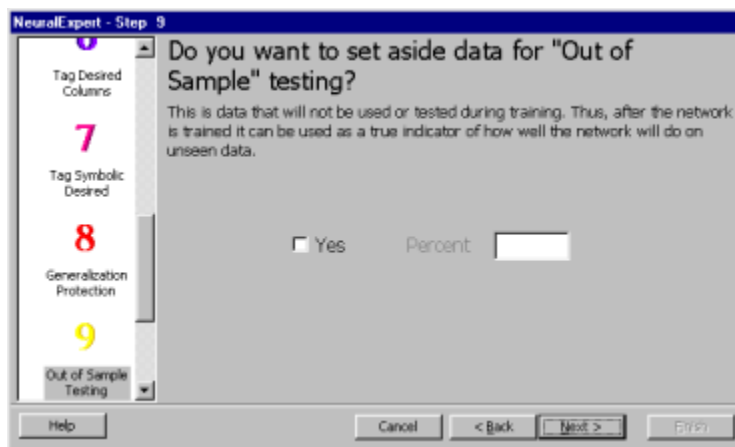 NeuralExpert - Step 9
Tag Desired
Columns
7
Tag Symbolic
Desired
8
Generalization
Protection
9
Out of Sample
Testing
Do you want to set aside data for "Out of
Sample" testing?
This is data that will not be used or tested during training. Thus, after the network
is trained it can be used as a true indicator of how well the network will do on
unseen data.
Yes Percent
Help Cancel < Back Next > Finish